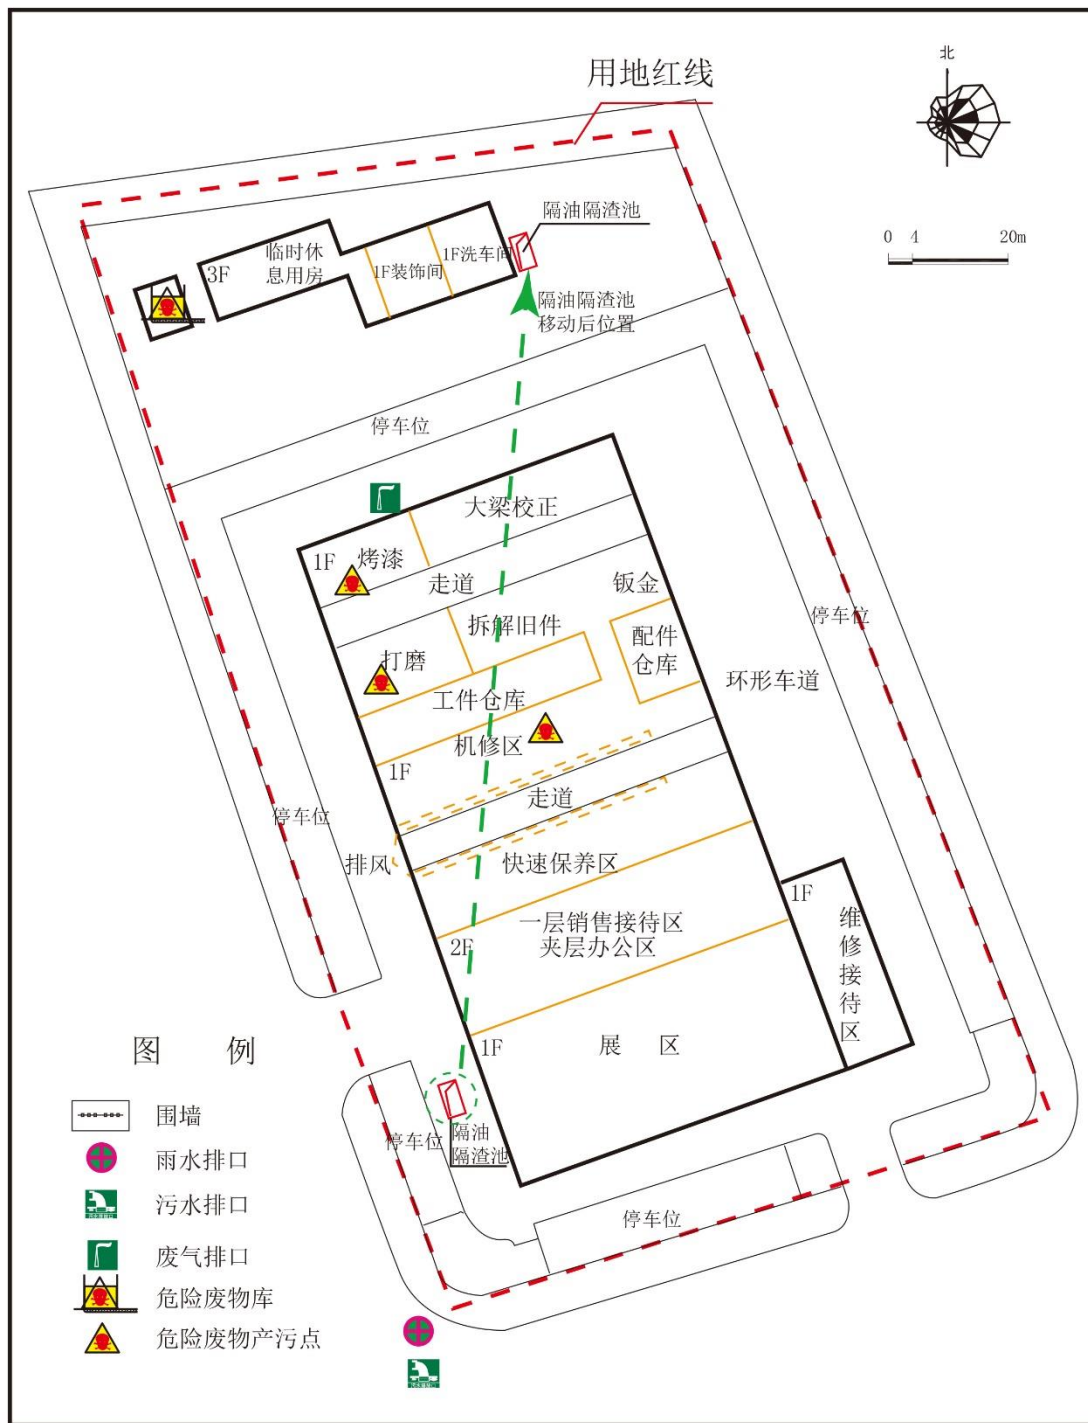 北
用地红线
0 4 20m
隔油隔渣池
临时休
息用房
3F
1F装饰间
1F洗车间
隔油隔渣池
移动后位置
停车位
大梁校正
1F
烤漆
走道
钣金
拆解旧件
配件
仓库
打磨
工件仓库
停车位
环形车道
机修区
1F
走道
停车位
排风
快速保养区
一层销售接待区
夹层办公区
2F
1F
维修接待区
1F
展 区
停车位
隔油
隔渣池
停车位
图 例
围墙
雨水排口
污水排口
废气排口
危险废物库
危险废物产污点